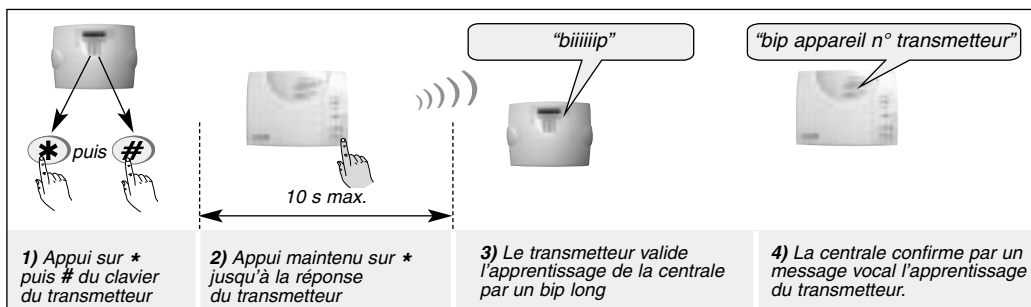 “biiiiiip”
“bip appareil n° transmetteur”
* puis #
10 s max.
1) Appui sur *
puis # du clavier
du transmetteur
2) Appui maintenu sur *
jusqu'à la réponse
du transmetteur
3) Le transmetteur valide
l'apprentissage de la centrale
par un bip long
4) La centrale confirme par un
message vocal l'apprentissage
du transmetteur.